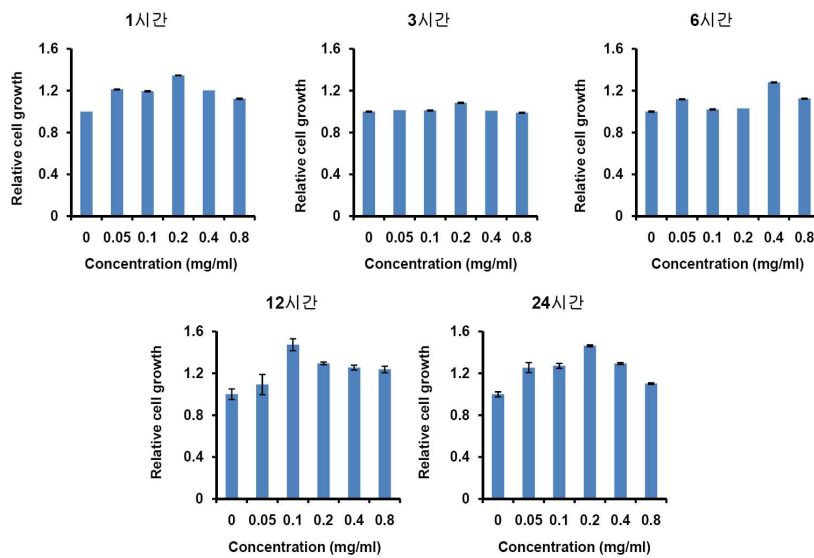 1시간
3시간
6시간
Relative cell growth
1.6
1.2
0.8
0.4
0
0 0.05 0.1 0.2 0.4 0.8
Concentration (mg/ml)
Relative cell growth
1.6
1.2
0.8
0.4
0
0 0.05 0.1 0.2 0.4 0.8
Concentration (mg/ml)
Relative cell growth
1.6
1.2
0.8
0.4
0
0 0.05 0.1 0.2 0.4 0.8
Concentration (mg/ml)
12시간
24시간
Relative cell growth
1.6
1.2
0.8
0.4
0
0 0.05 0.1 0.2 0.4 0.8
Concentration (mg/ml)
Relative cell growth
1.6
1.2
0.8
0.4
0
0 0.05 0.1 0.2 0.4 0.8
Concentration (mg/ml)